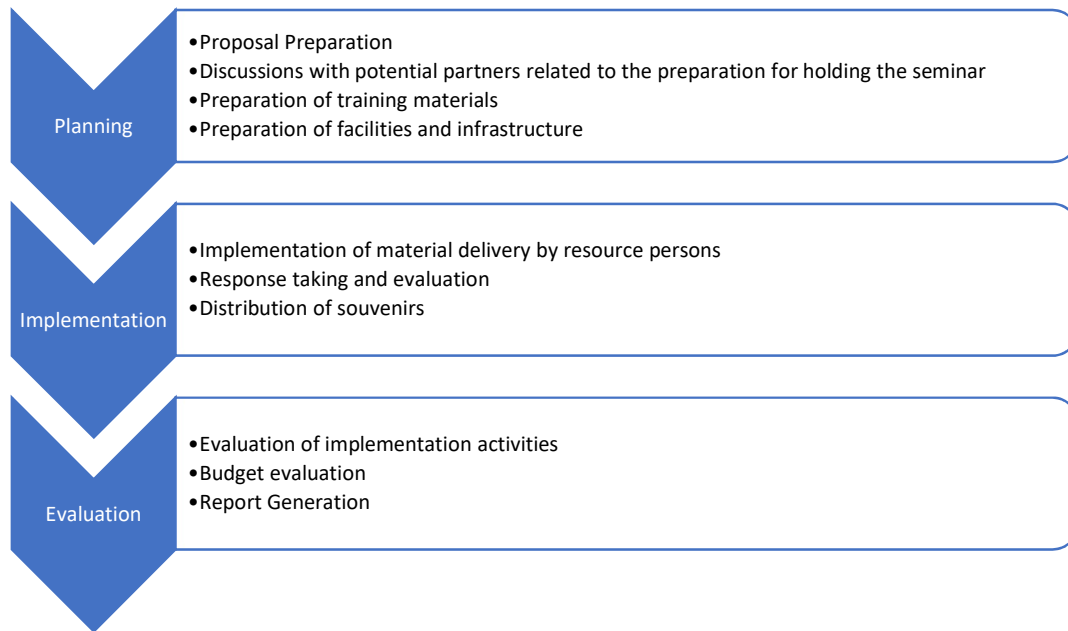 Planning
•Proposal Preparation
•Discussions with potential partners related to the preparation for holding the seminar
•Preparation of training materials
•Preparation of facilities and infrastructure
Implementation
•Implementation of material delivery by resource persons
•Response taking and evaluation
•Distribution of souvenirs
Evaluation
•Evaluation of implementation activities
•Budget evaluation
•Report Generation